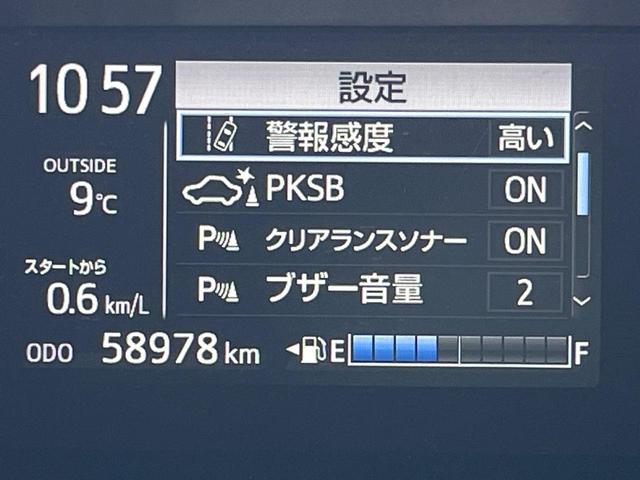 10 57
設定
警報感度 高い
OUTSIDE
9℃
PKSB ON
P クリアランスソナー ON
スタートから
0.6 km/L
P ブザー音量 2
ODO 58978 km
E F